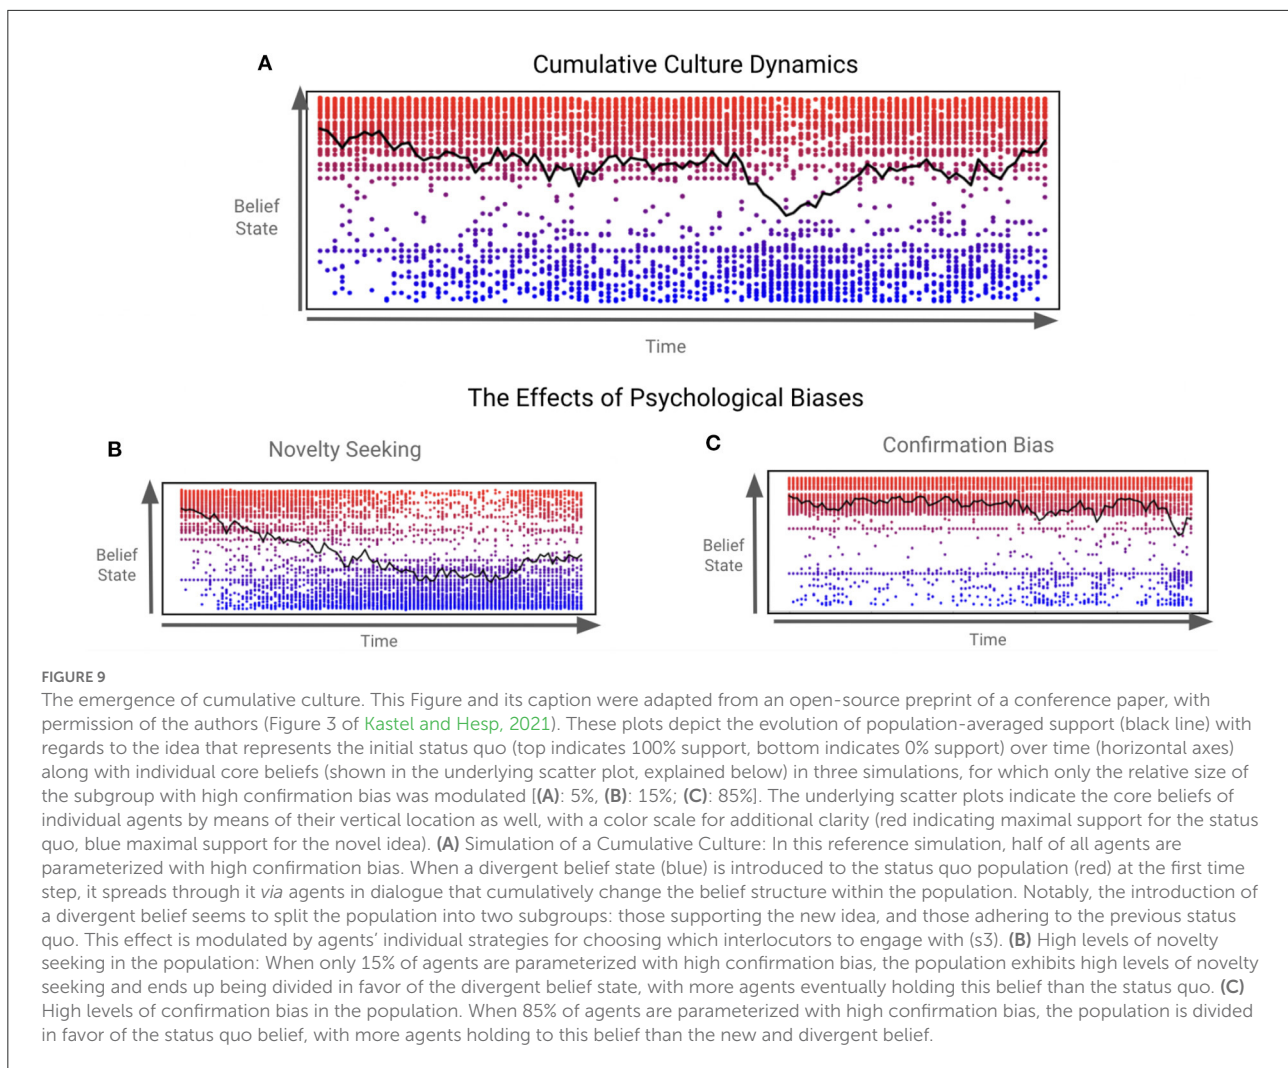 A
Cumulative Culture Dynamics
Belief
State
Time
The Effects of Psychological Biases
B
Novelty Seeking
Belief
State
Time
C
Confirmation Bias
Belief
State
Time
FIGURE 9
The emergence of cumulative culture. This Figure and its caption were adapted from an open-source preprint of a conference paper, with
permission of the authors (Figure 3 of Kastel and Hesp, 2021). These plots depict the evolution of population-averaged support (black line) with
regards to the idea that represents the initial status quo (top indicates 100% support, bottom indicates 0% support) over time (horizontal axes)
along with individual core beliefs (shown in the underlying scatter plot, explained below) in three simulations, for which only the relative size of
the subgroup with high confirmation bias was modulated [(A): 5%, (B): 15%; (C): 85%]. The underlying scatter plots indicate the core beliefs of
individual agents by means of their vertical location as well, with a color scale for additional clarity (red indicating maximal support for the status
quo, blue maximal support for the novel idea). (A) Simulation of a Cumulative Culture: In this reference simulation, half of all agents are
parameterized with high confirmation bias. When a divergent belief state (blue) is introduced to the status quo population (red) at the first time
step, it spreads through it via agents in dialogue that cumulatively change the belief structure within the population. Notably, the introduction of
a divergent belief seems to split the population into two subgroups: those supporting the new idea, and those adhering to the previous status
quo. This effect is modulated by agents' individual strategies for choosing which interlocutors to engage with (s3). (B) High levels of novelty
seeking in the population: When only 15% of agents are parameterized with high confirmation bias, the population exhibits high levels of novelty
seeking and ends up being divided in favor of the divergent belief state, with more agents eventually holding this belief than the status quo. (C)
High levels of confirmation bias in the population. When 85% of agents are parameterized with high confirmation bias, the population is divided
in favor of the status quo belief, with more agents holding to this belief than the new and divergent belief.